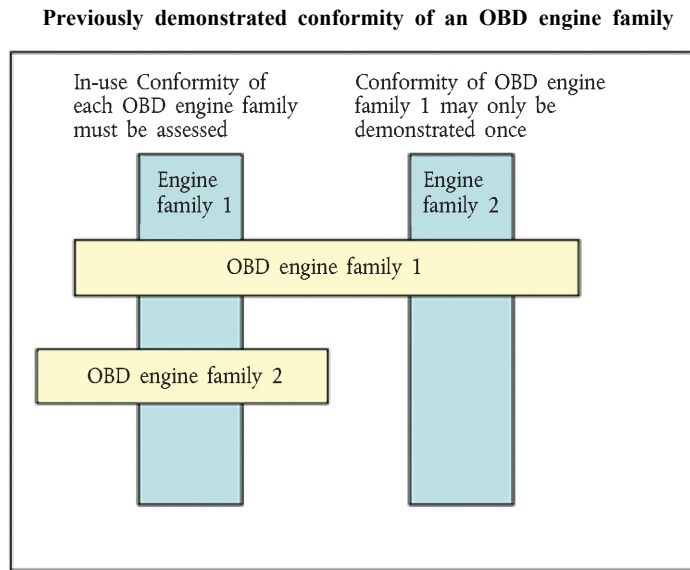 Previously demonstrated conformity of an OBD engine family
In-use Conformity of
each OBD engine family
must be assessed
Conformity of OBD engine
family 1 may only be
demonstrated once
Engine
family 1
Engine
family 2
OBD engine family 1
OBD engine family 2